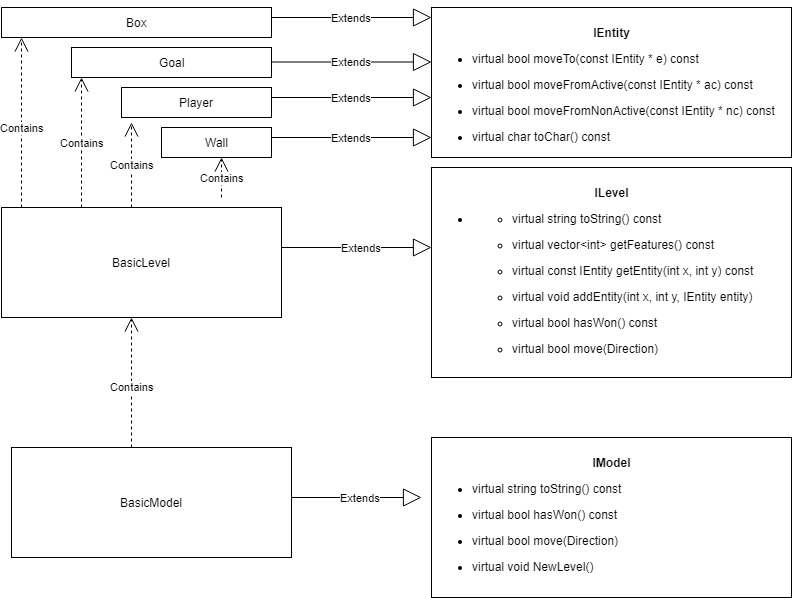 Box
Extends
IEntity
virtual bool moveTo(const IEntity * e) const
virtual bool moveFromActive(const IEntity * ac) const
virtual bool moveFromNonActive(const IEntity * nc) const
virtual char toChar() const
Goal
Extends
Player
Extends
Wall
Extends
Contains
Contains
Contains
Contains
BasicLevel
Extends
ILevel
virtual string toString() const
virtual vector<int> getFeatures() const
virtual const IEntity getEntity(int x, int y) const
virtual void addEntity(int x, int y, IEntity entity)
virtual bool hasWon() const
virtual bool move(Direction)
Contains
BasicModel
Extends
IModel
virtual string toString() const
virtual bool hasWon() const
virtual bool move(Direction)
virtual void NewLevel()